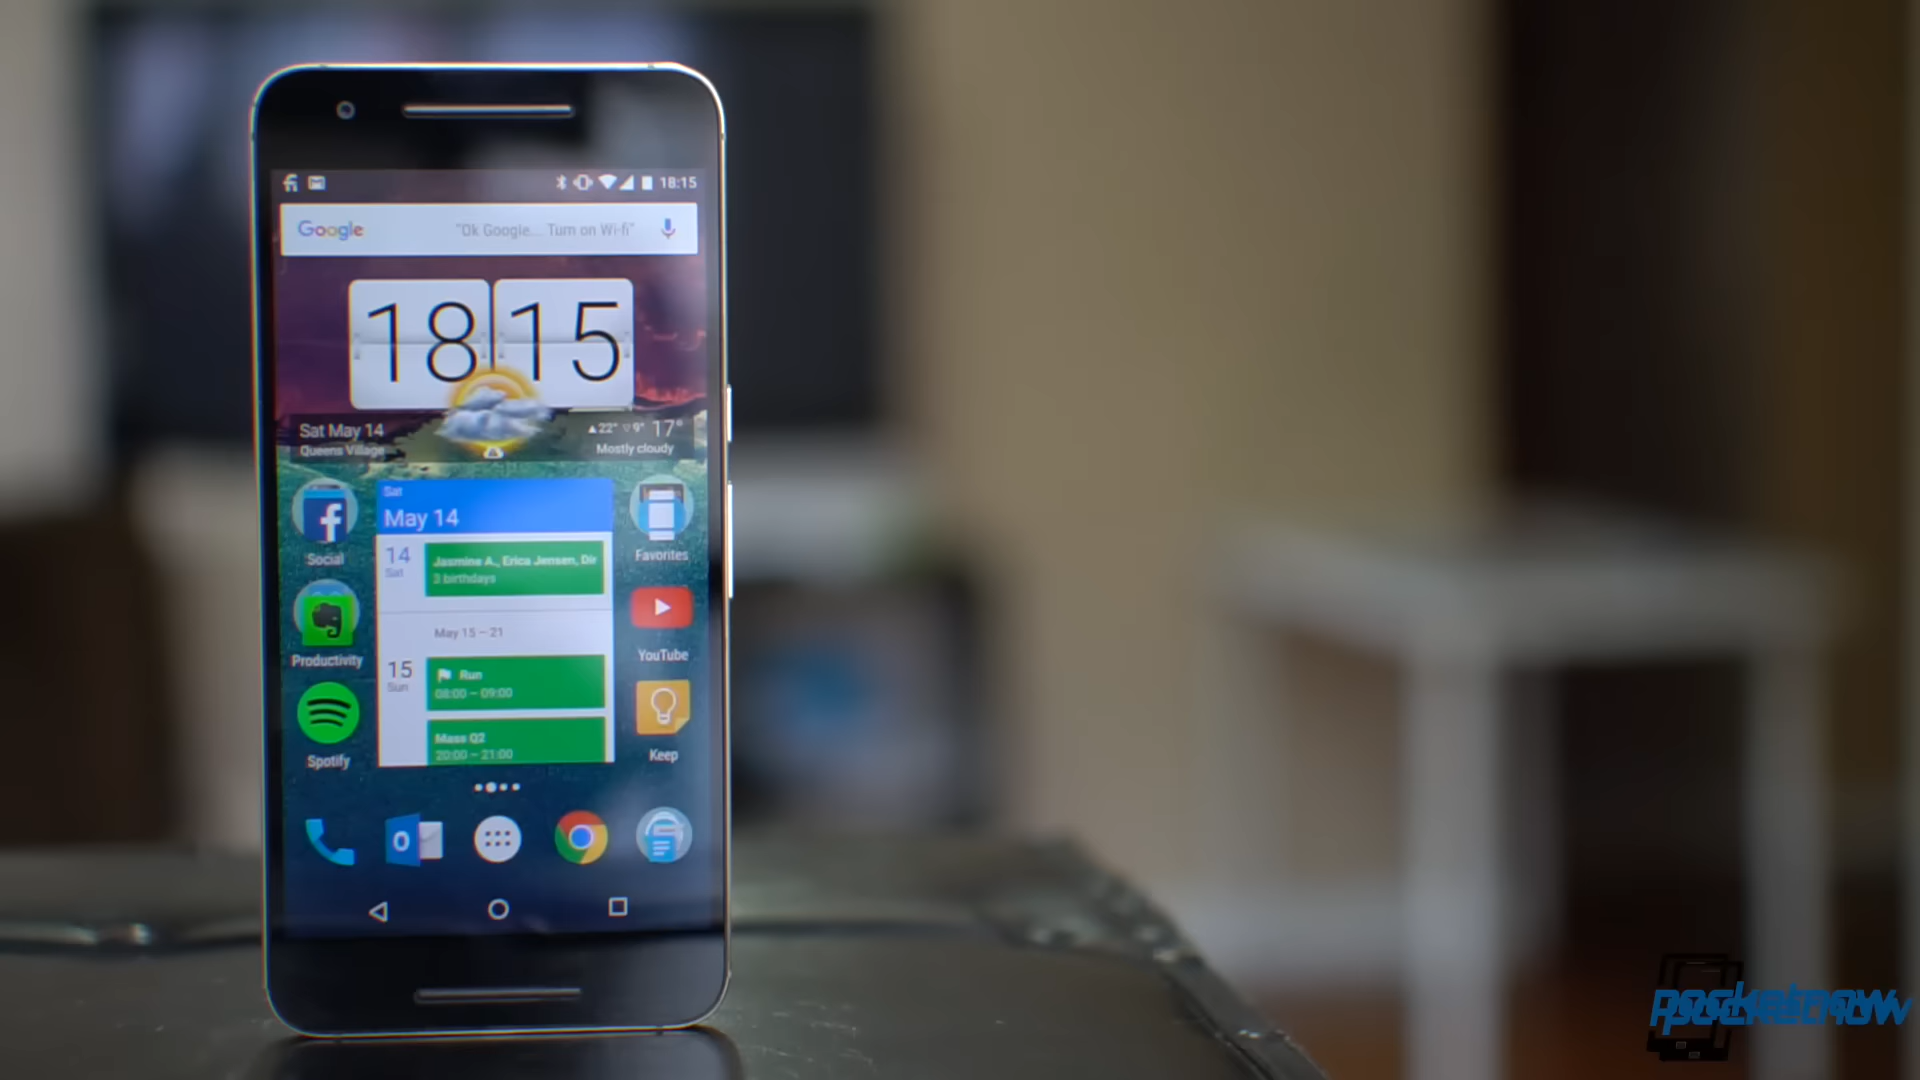 18:15
Google "Ok Google... Turn on Wi-fi"
18 15
Sat May 14 ▲22° ▽9° 17°
Queens Village Mostly cloudy
Sat
May 14
14 Jasmine A., Erica Jensen, Dir
Sat 3 birthdays
Social
Favorites
May 15 – 21
15 Run
Sun 08:00 – 09:00
Productivity
YouTube
Mass Q2
20:00 – 21:00
Spotify
Keep
pocketnow